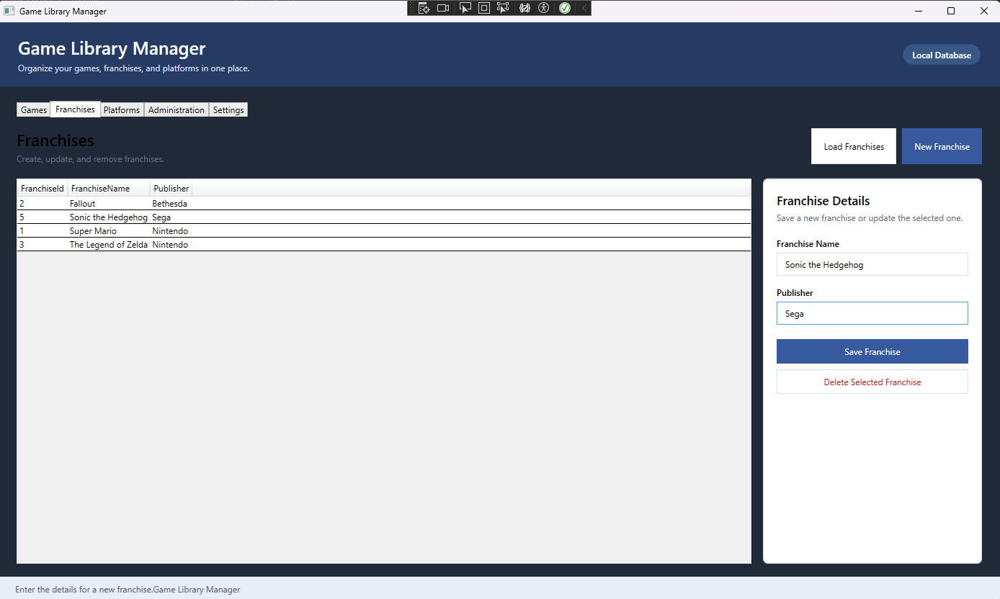 Game Library Manager
Game Library Manager
Organize your games, franchises, and platforms in one place.
Local Database
Games Franchises Platforms Administration Settings
Franchises
Create, update, and remove franchises.
Load Franchises
New Franchise
FranchiseId FranchiseName Publisher
2 Fallout Bethesda
5 Sonic the Hedgehog Sega
1 Super Mario Nintendo
3 The Legend of Zelda Nintendo
Franchise Details
Save a new franchise or update the selected one.
Franchise Name
Sonic the Hedgehog
Publisher
Sega
Save Franchise
Delete Selected Franchise
Enter the details for a new franchise.Game Library Manager